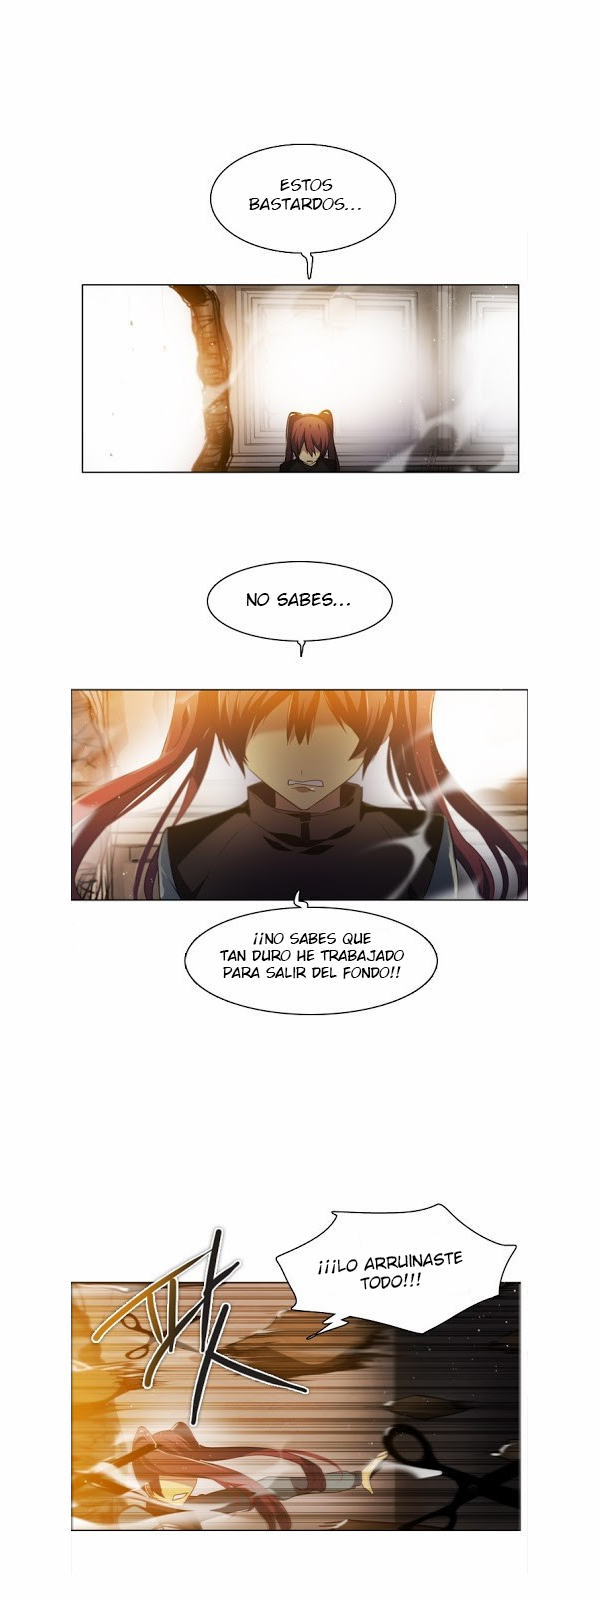 ESTOS
BASTARDOS...
NO SABES...
¡¡NO SABES QUE
TAN DURO HE TRABAJADO
PARA SALIR DEL FONDO!!
¡¡¡LO ARRUINASTE
TODO!!!